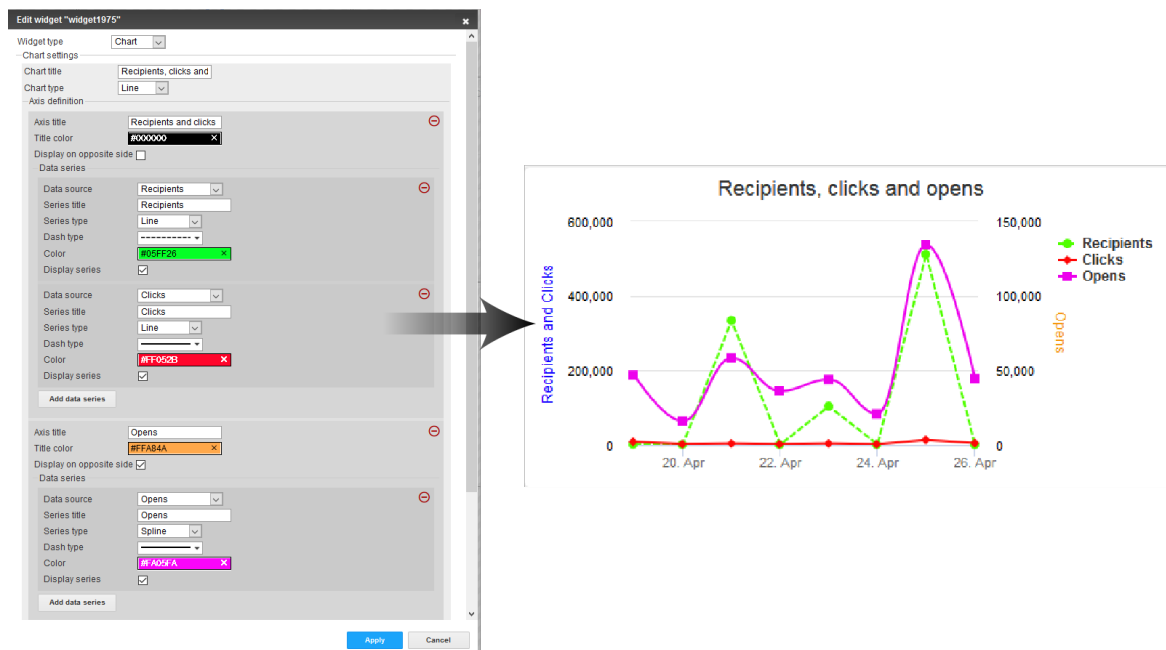 Edit widget "widget1975"
Widget type Chart
Chart settings
Chart title Recipients, clicks and
Chart type Line
Axis definition
Axis title Recipients and clicks
Title color #000000
Display on opposite side
Data series
Data source Recipients
Series title Recipients
Series type Line
Dash type
Color #05FF26
Display series
Data source Clicks
Series title Clicks
Series type Line
Dash type
Color #FF052B
Display series
Add data series
Axis title Opens
Title color #FFA84A
Display on opposite side
Data series
Data source Opens
Series title Opens
Series type Spline
Dash type
Color #FA05FA
Display series
Add data series
Apply Cancel
Recipients, clicks and opens
600,000
400,000
200,000
0
Recipients and Clicks
150,000
100,000
50,000
0
Opens
20. Apr 22. Apr 24. Apr 26. Apr
Recipients
Clicks
Opens